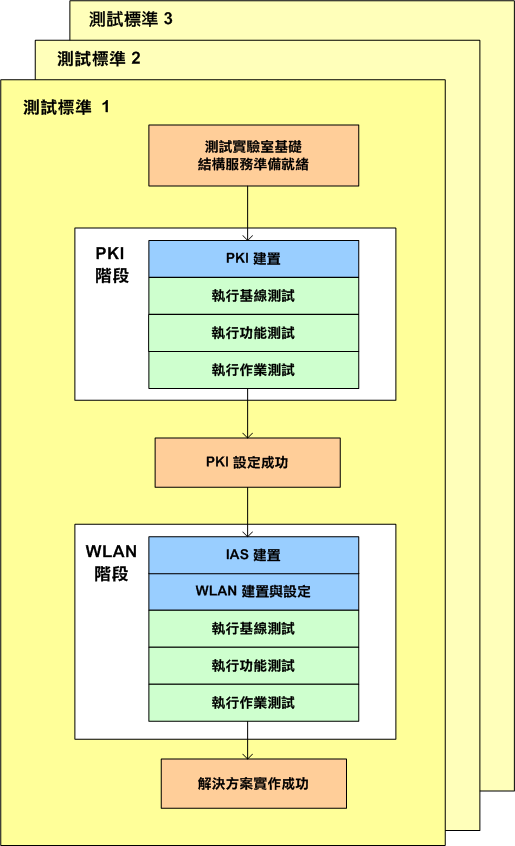 測試標準 3
測試標準 2
測試標準 1
測試實驗室基礎
結構服務準備就緒
PKI
階段
PKI 建置
執行基線測試
執行功能測試
執行作業測試
PKI 設定成功
WLAN
階段
IAS 建置
WLAN 建置與設定
執行基線測試
執行功能測試
執行作業測試
解決方案實作成功